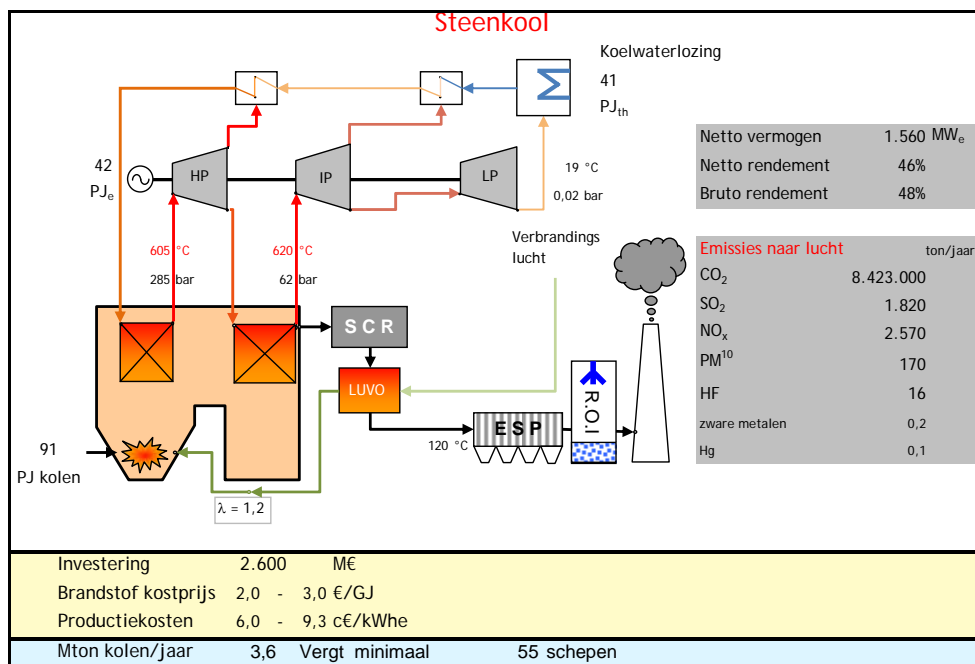 Steenkool
Koelwaterlozing
41
PJth
42
PJe
HP
IP
LP
19 °C
0,02 bar
605 °C
285 bar
620 °C
62 bar
Verbrandings
lucht
SCR
LUVO
120 °C
ESP
R.O.I
91
PJ kolen
λ = 1,2
Netto vermogen 1.560 MWe
Netto rendement 46%
Bruto rendement 48%
Emissies naar lucht ton/jaar
CO2 8.423.000
SO2 1.820
NOx 2.570
PM10 170
HF 16
zware metalen 0,2
Hg 0,1
Investering 2.600 M€
Brandstof kostprijs 2,0 - 3,0 €/GJ
Productiekosten 6,0 - 9,3 c€/kWhe
Mton kolen/jaar 3,6 Vergt minimaal 55 schepen